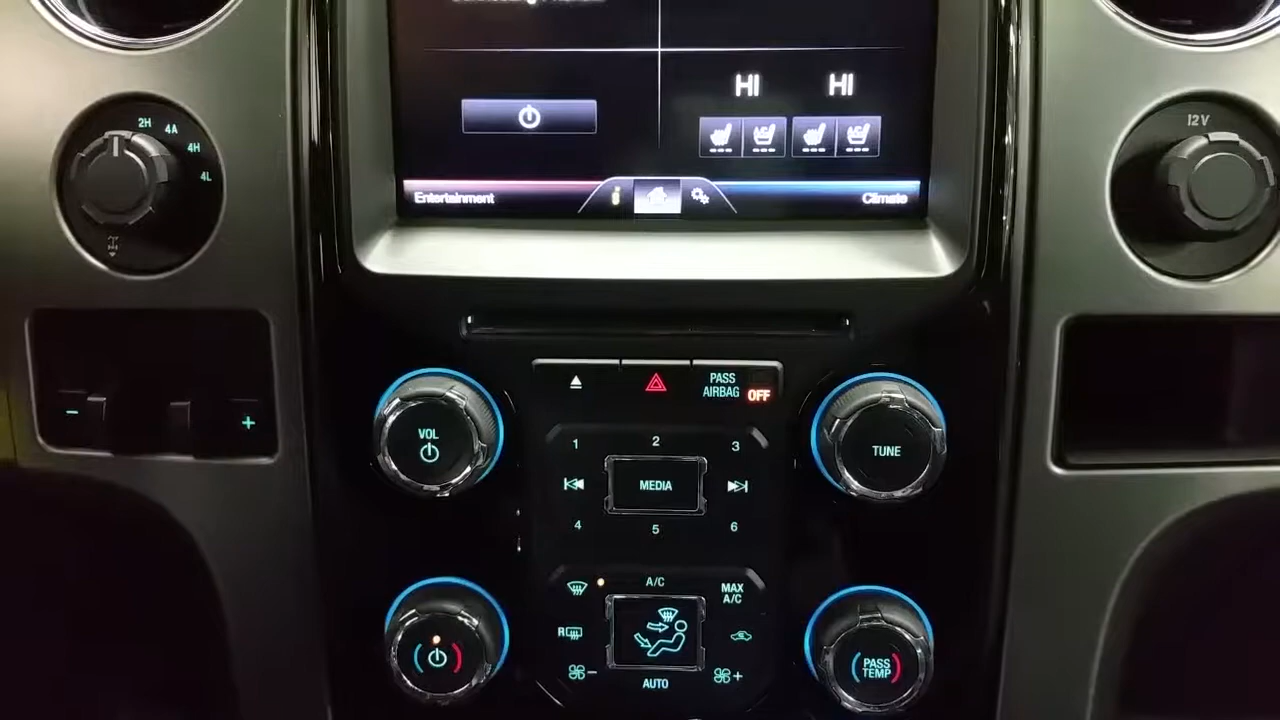 HI HI
Entertainment
Climate
2H
4A
4H
4L
12V
PASS
AIRBAG OFF
VOL
TUNE
1 2 3
MEDIA
4 5 6
A/C
MAX
A/C
R
PASS
TEMP
AUTO